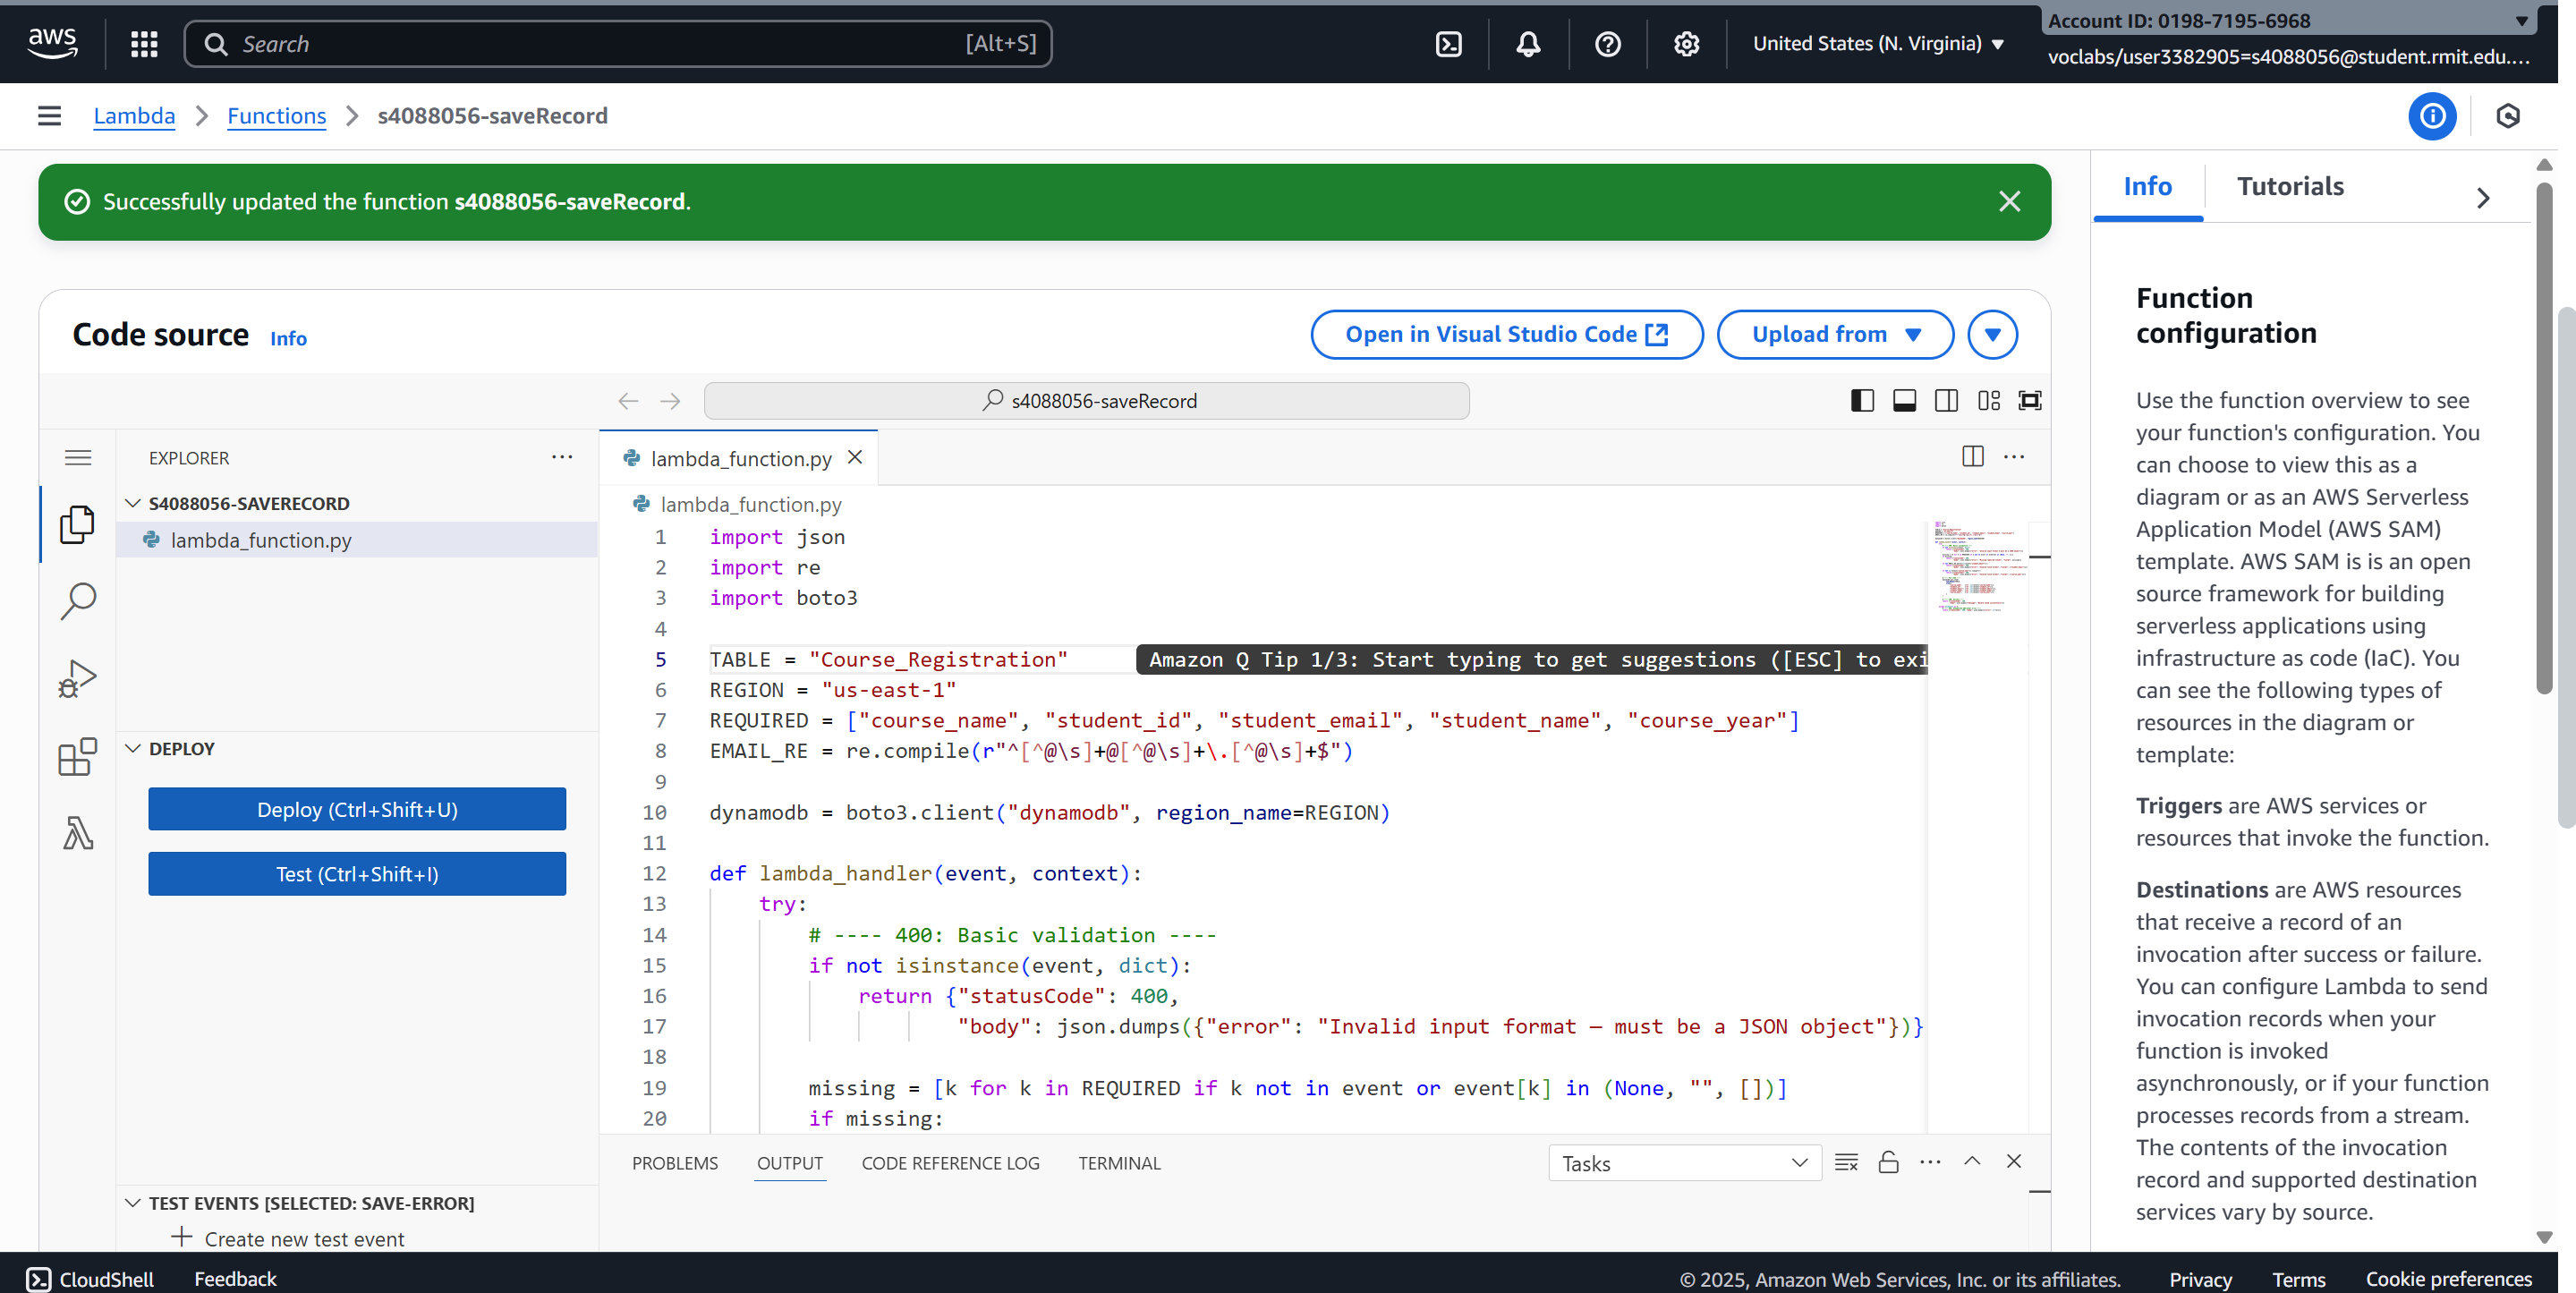 aws
Search [Alt+S]
United States (N. Virginia)
Account ID: 0198-7195-6968
voclabs/user3382905=s4088056@student.rmit.edu....
Lambda
Functions
s4088056-saveRecord
Successfully updated the function s4088056-saveRecord.
Code source Info
Open in Visual Studio Code
Upload from
s4088056-saveRecord
EXPLORER
S4088056-SAVERECORD
lambda_function.py
DEPLOY
Deploy (Ctrl+Shift+U)
Test (Ctrl+Shift+I)
TEST EVENTS [SELECTED: SAVE-ERROR]
Create new test event
lambda_function.py
lambda_function.py
1 import json
2 import re
3 import boto3
4
5 TABLE = "Course_Registration" Amazon Q Tip 1/3: Start typing to get suggestions ([ESC] to exi
6 REGION = "us-east-1"
7 REQUIRED = ["course_name", "student_id", "student_email", "student_name", "course_year"]
8 EMAIL_RE = re.compile(r"^[^@\s]+@[^@\s]+\.[^@\s]+$")
9
10 dynamodb = boto3.client("dynamodb", region_name=REGION)
11
12 def lambda_handler(event, context):
13 try:
14 # ---- 400: Basic validation ----
15 if not isinstance(event, dict):
16 return {"statusCode": 400,
17 "body": json.dumps({"error": "Invalid input format — must be a JSON object"})}
18
19 missing = [k for k in REQUIRED if k not in event or event[k] in (None, "", [])]
20 if missing:
PROBLEMS OUTPUT CODE REFERENCE LOG TERMINAL
Tasks
Info
Tutorials
Function
configuration
Use the function overview to see
your function's configuration. You
can choose to view this as a
diagram or as an AWS Serverless
Application Model (AWS SAM)
template. AWS SAM is is an open
source framework for building
serverless applications using
infrastructure as code (IaC). You
can see the following types of
resources in the diagram or
template:
Triggers are AWS services or
resources that invoke the function.
Destinations are AWS resources
that receive a record of an
invocation after success or failure.
You can configure Lambda to send
invocation records when your
function is invoked
asynchronously, or if your function
processes records from a stream.
The contents of the invocation
record and supported destination
services vary by source.
CloudShell
Feedback
© 2025, Amazon Web Services, Inc. or its affiliates.
Privacy
Terms
Cookie preferences